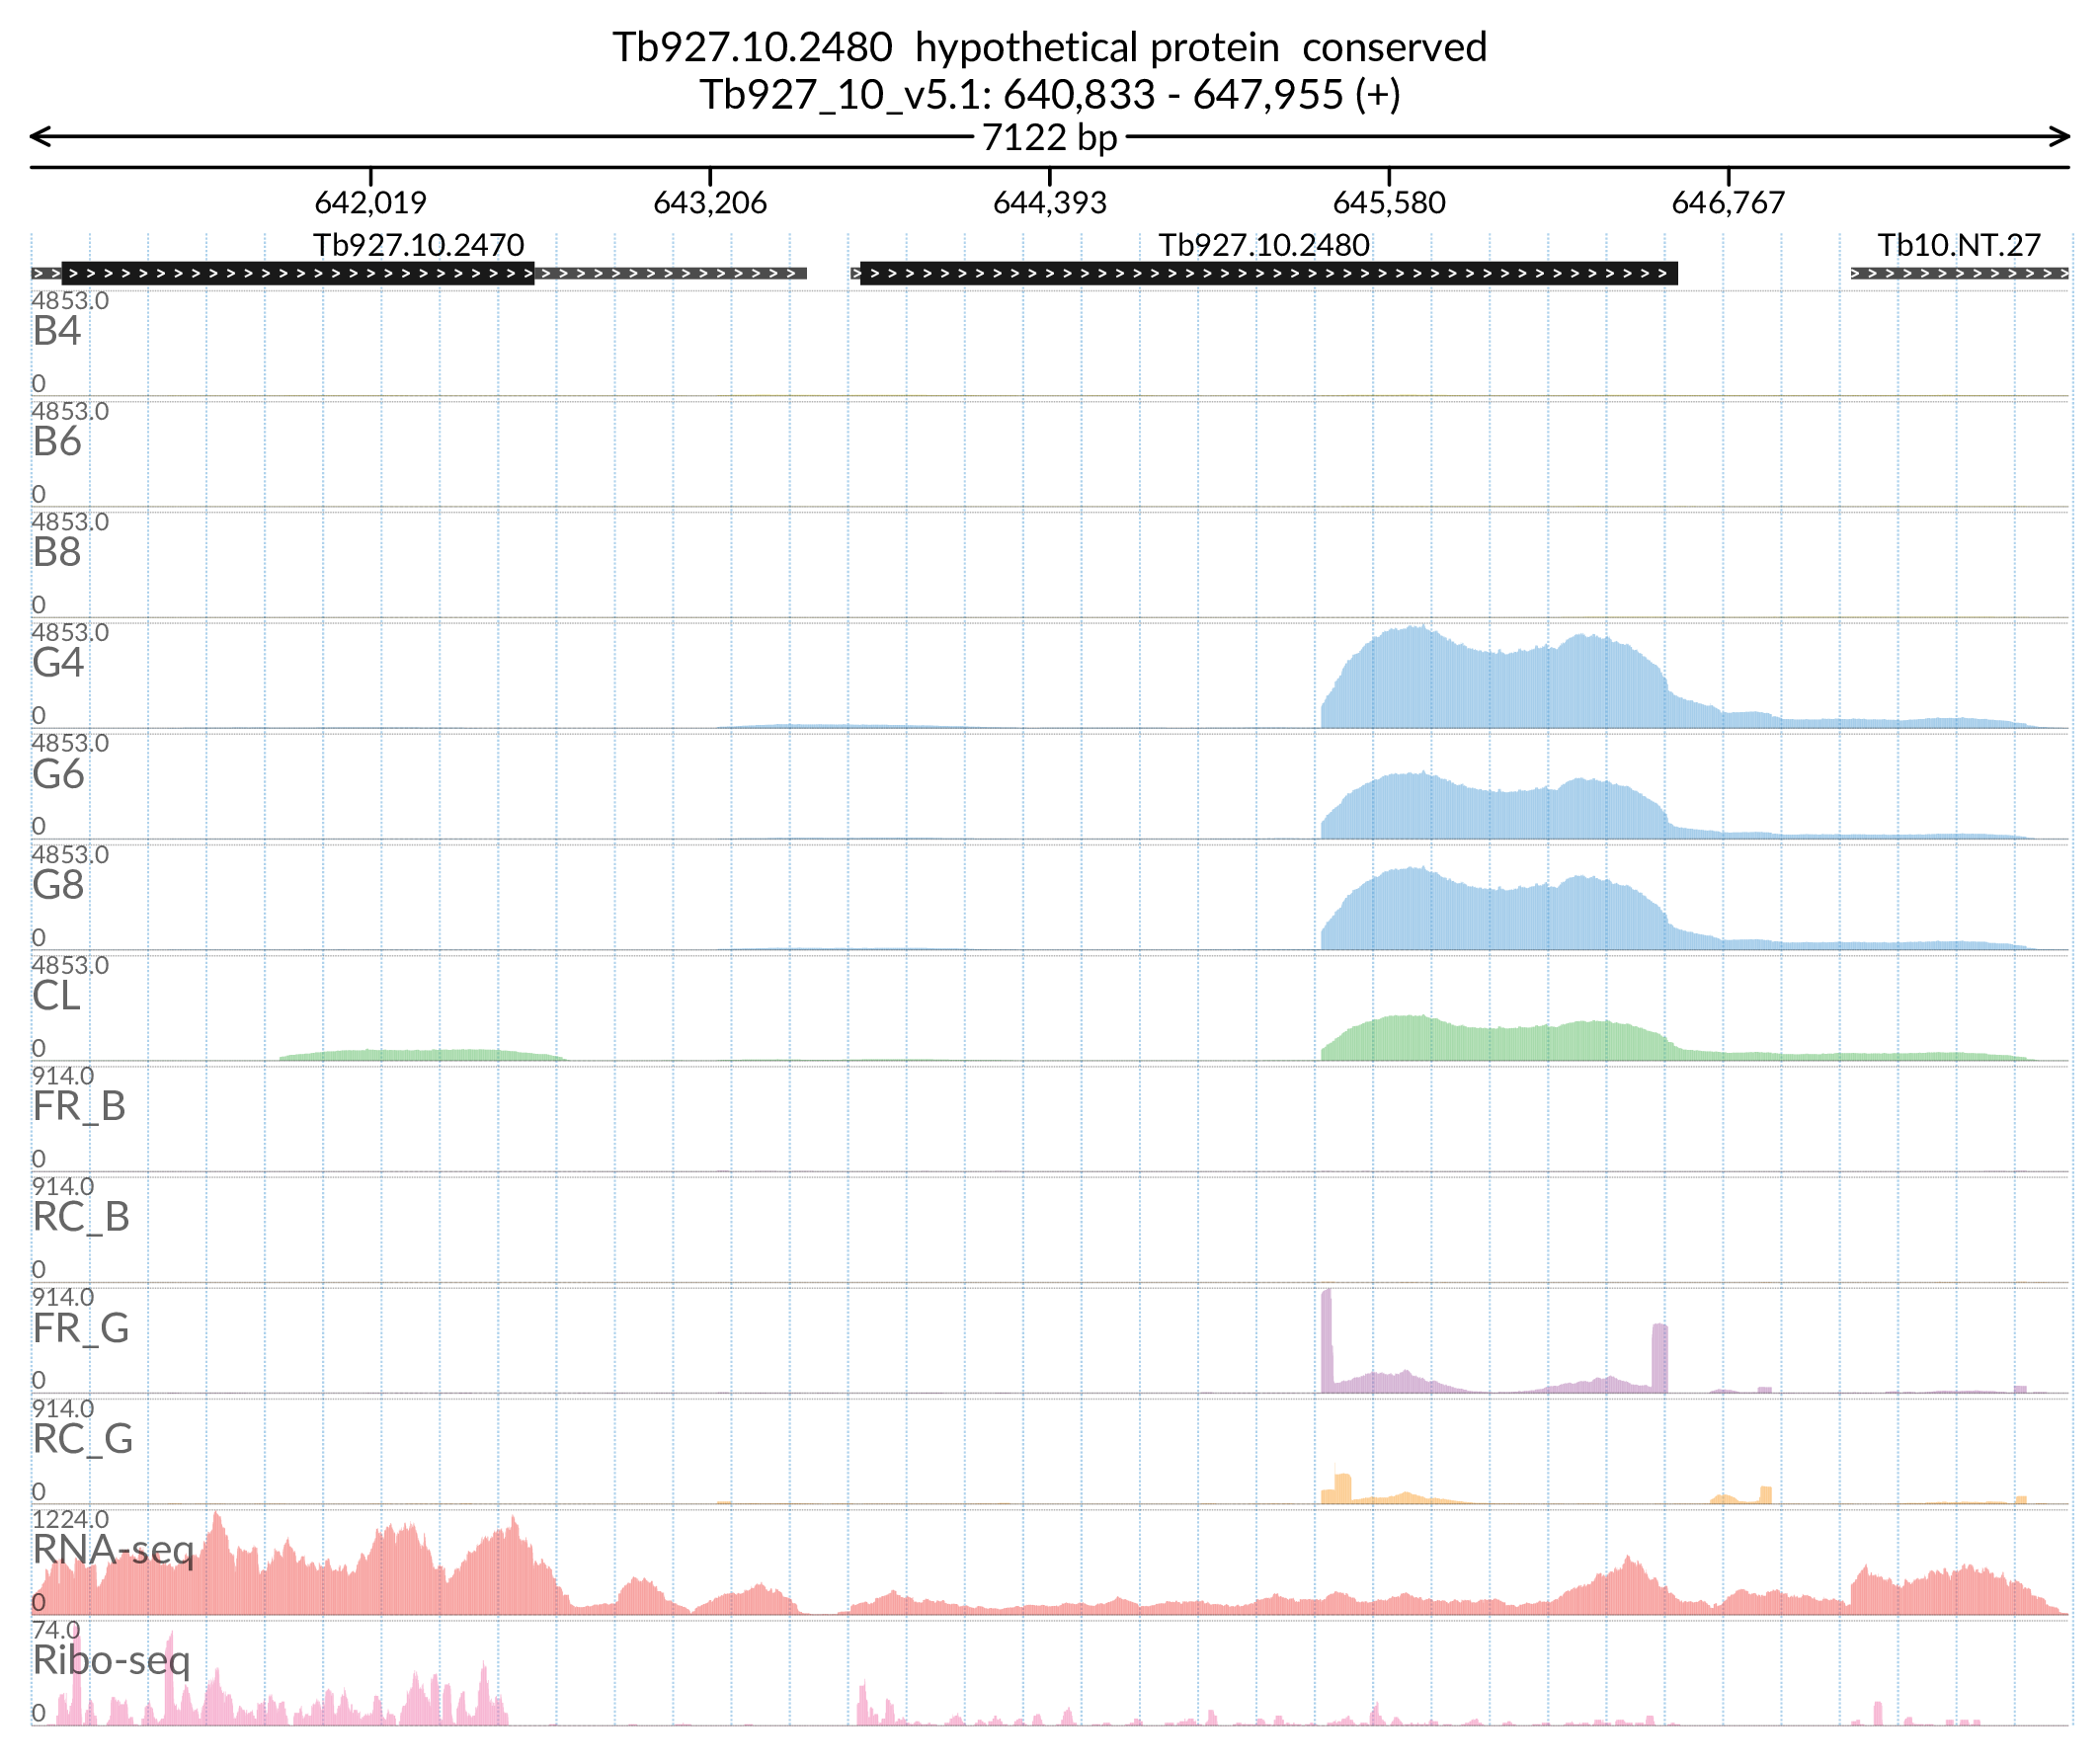 Tb927.10.2480 hypothetical protein conserved
Tb927_10_v5.1: 640,833 - 647,955 (+)
7122 bp
642,019 643,206 644,393 645,580 646,767
Tb927.10.2470 Tb927.10.2480 Tb10.NT.27
4853.0
B4
0
4853.0
B6
0
4853.0
B8
0
4853.0
G4
0
4853.0
G6
0
4853.0
G8
0
4853.0
CL
0
914.0
FR_B
0
914.0
RC_B
0
914.0
FR_G
0
914.0
RC_G
0
1224.0
RNA-seq
0
74.0
Ribo-seq
0